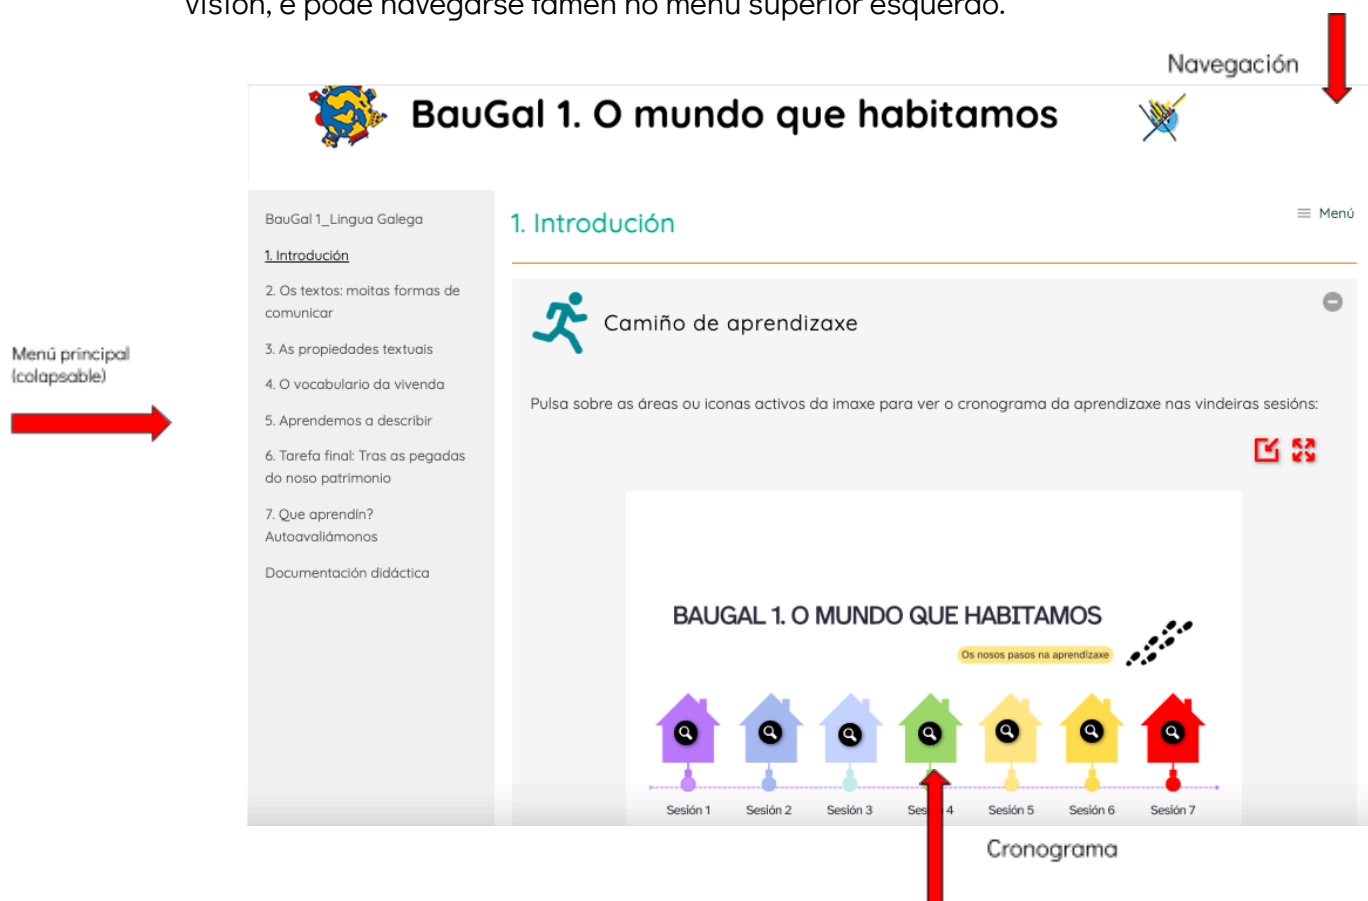 visión, e pode navegarse tamén no menú superior esquerdo.
Navegación
BauGal 1. O mundo que habitamos
BauGal 1_Lingua Galega
1. Introdución
2. Os textos: moitas formas de
comunicar
3. As propiedades textuais
4. O vocabulario da vivenda
5. Aprendemos a describir
6. Tarefa final: Tras as pegadas
do noso patrimonio
7. Que aprendín?
Autoavaliámonos
Documentación didáctica
Menú principal
(colapsable)
1. Introdución
Menú
Camiño de aprendizaxe
Pulsa sobre as áreas ou iconas activos da imaxe para ver o cronograma da aprendizaxe nas vindeiras sesións:
BAUGAL 1. O MUNDO QUE HABITAMOS
Os nosos pasos na aprendizaxe
Sesión 1
Sesión 2
Sesión 3
Sesión 4
Sesión 5
Sesión 6
Sesión 7
Cronograma